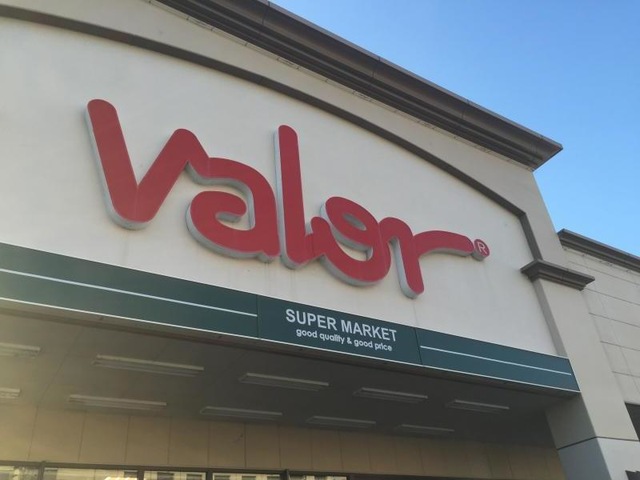 valor®
SUPER MARKET
good quality & good price